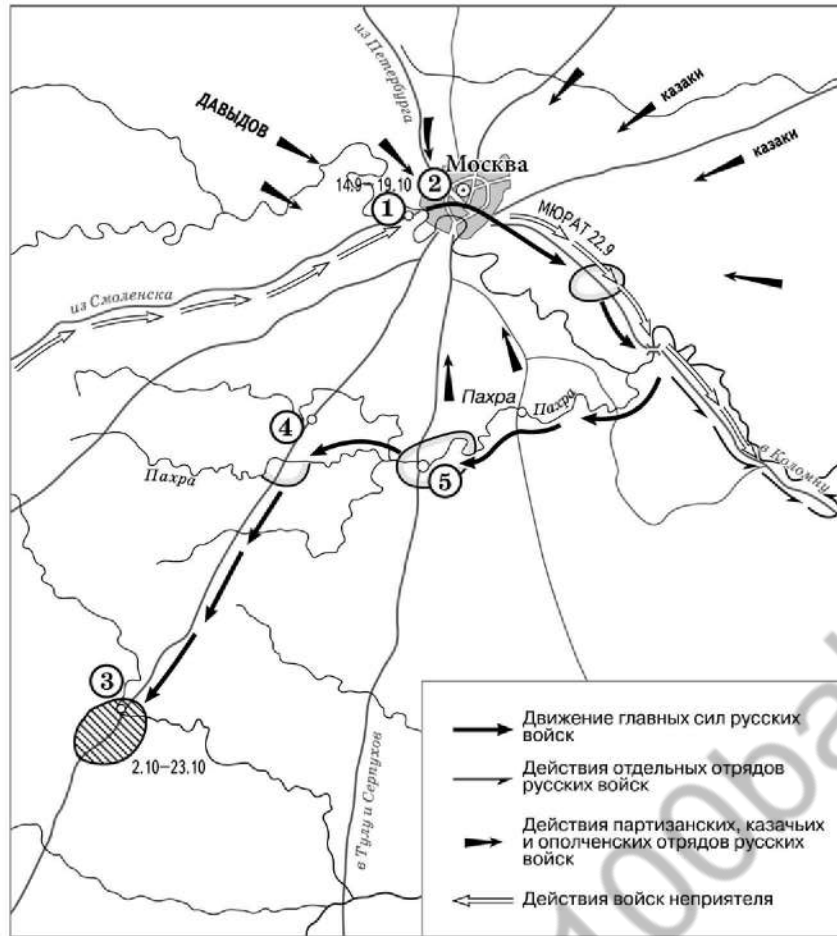 из Петербурга
ДАВЫДОВ
казаки
казаки
Москва
14.9–19.10
2
1
МЮРАТ 22.9
из Смоленска
4
Пахра
Пахра
Пахра
5
в Коломну
3
2.10–23.10
в Тулу и Серпухов
Движение главных сил русских
войск
Действия отдельных отрядов
русских войск
Действия партизанских, казачьих
и ополченских отрядов русских
войск
Действия войск неприятеля